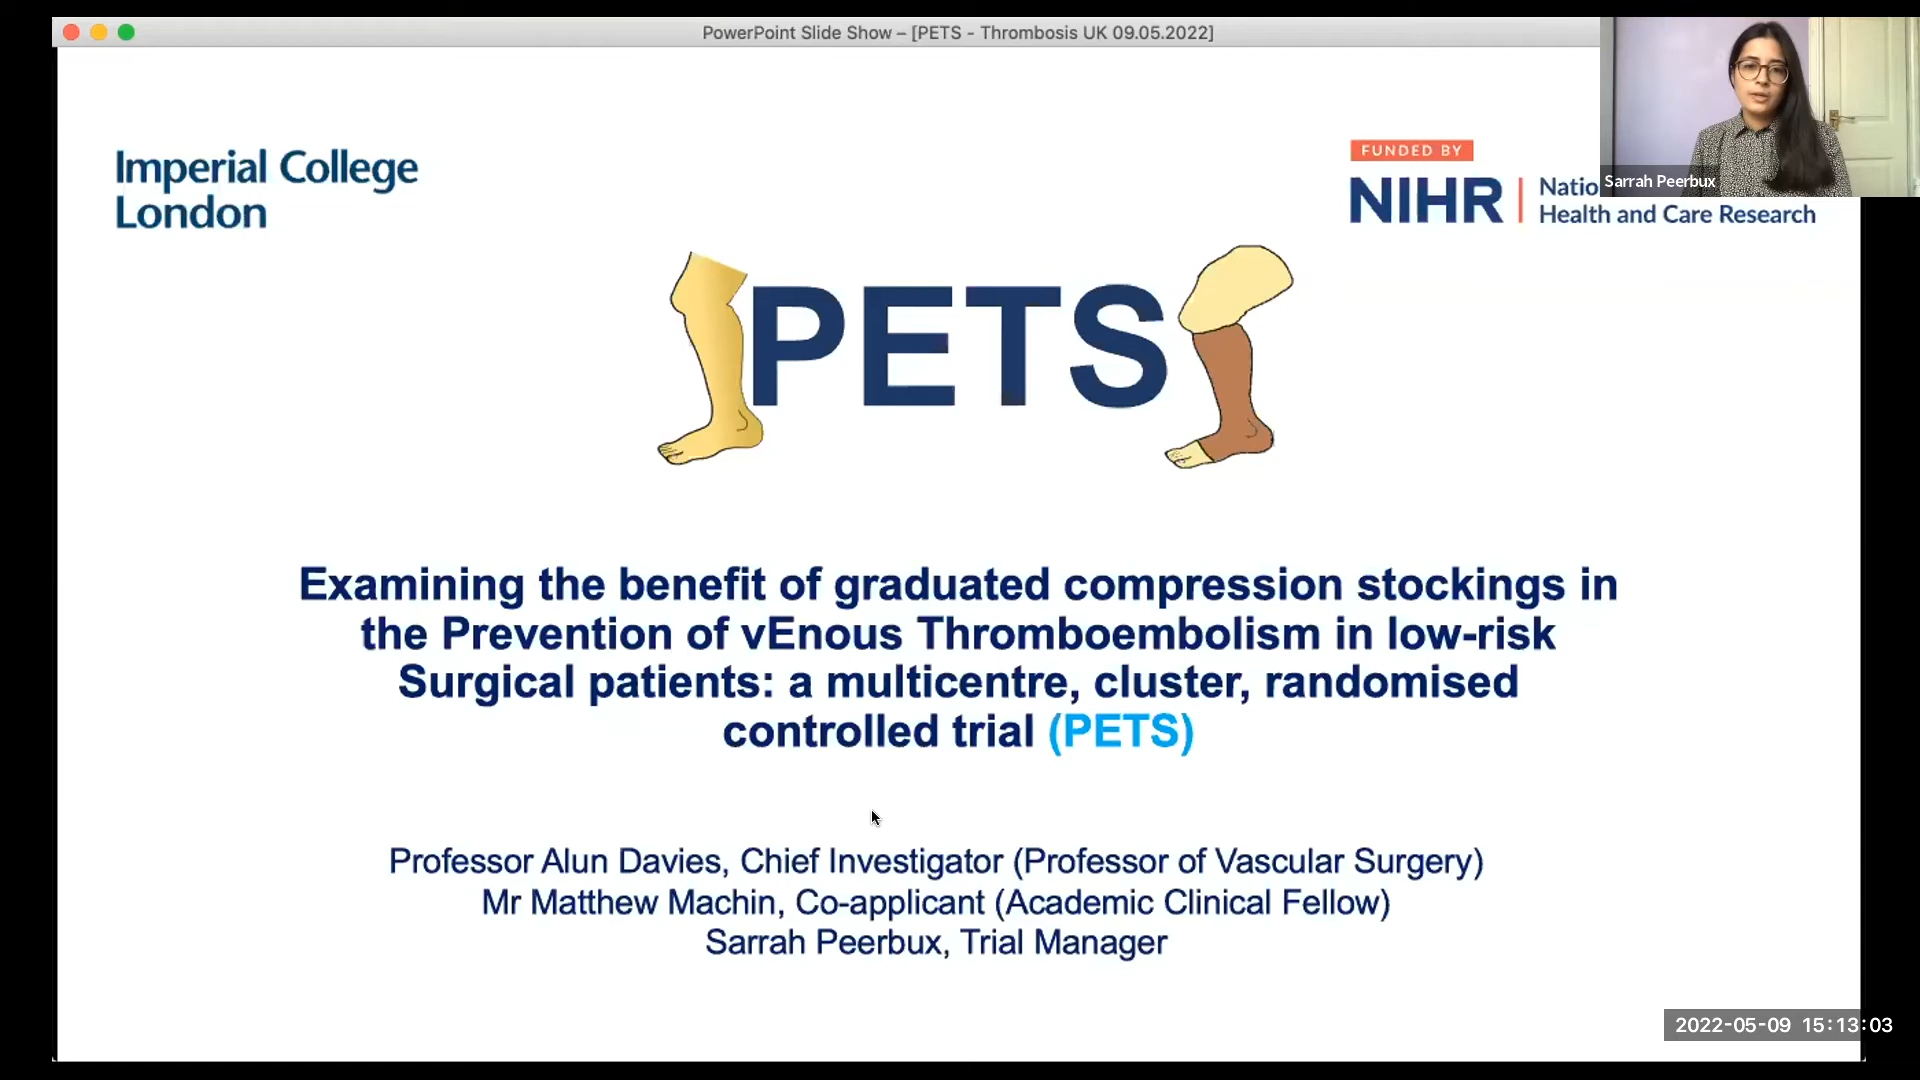 PowerPoint Slide Show – [PETS - Thrombosis UK 09.05.2022]
Imperial College
London
FUNDED BY
NIHR
Natio
Health and Care Research
Sarrah Peerbux
PETS
Examining the benefit of graduated compression stockings in
the Prevention of vEnous Thromboembolism in low-risk
Surgical patients: a multicentre, cluster, randomised
controlled trial (PETS)
Professor Alun Davies, Chief Investigator (Professor of Vascular Surgery)
Mr Matthew Machin, Co-applicant (Academic Clinical Fellow)
Sarrah Peerbux, Trial Manager
2022-05-09 15:13:03